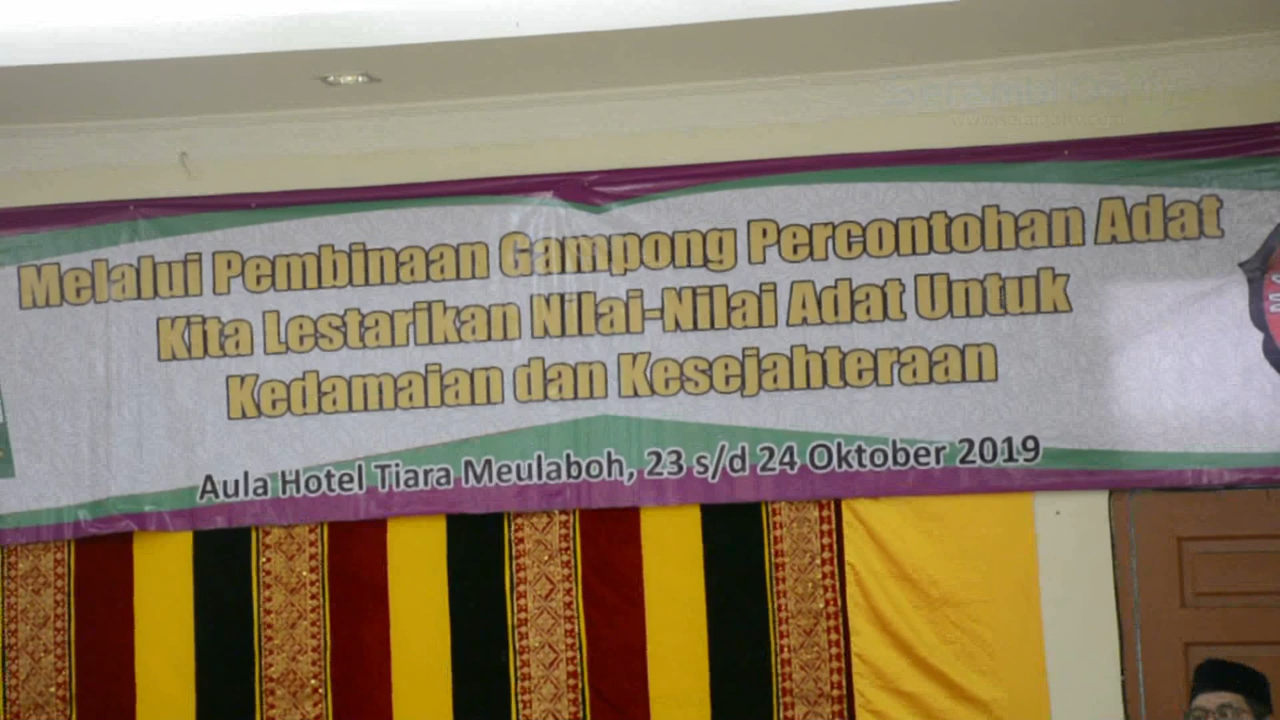 Melalui Pembinaan Gampong Percontohan Adat
Kita Lestarikan Nilai-Nilai Adat Untuk
Kedamaian dan Kesejahteraan
Aula Hotel Tiara Meulaboh, 23 s/d 24 Oktober 2019